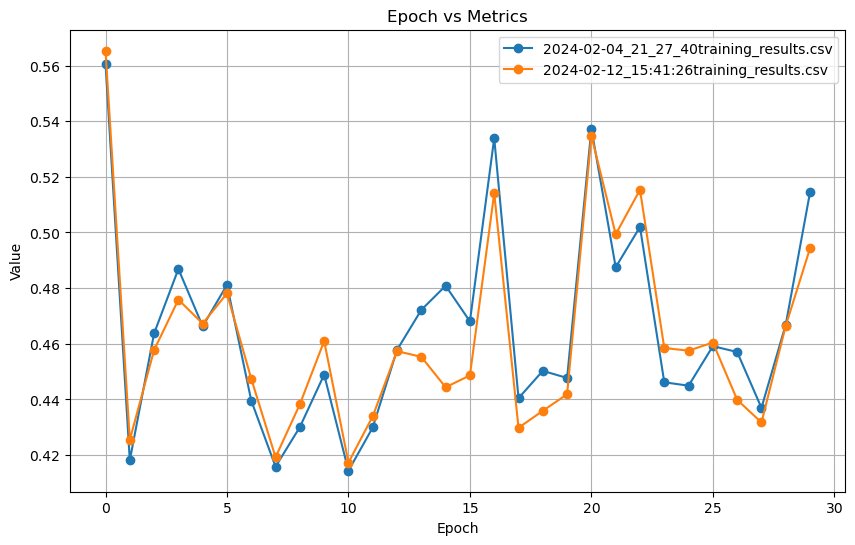 Epoch vs Metrics
2024-02-04_21_27_40training_results.csv
2024-02-12_15:41:26training_results.csv
Value
0.56
0.54
0.52
0.50
0.48
0.46
0.44
0.42
0 5 10 15 20 25 30
Epoch